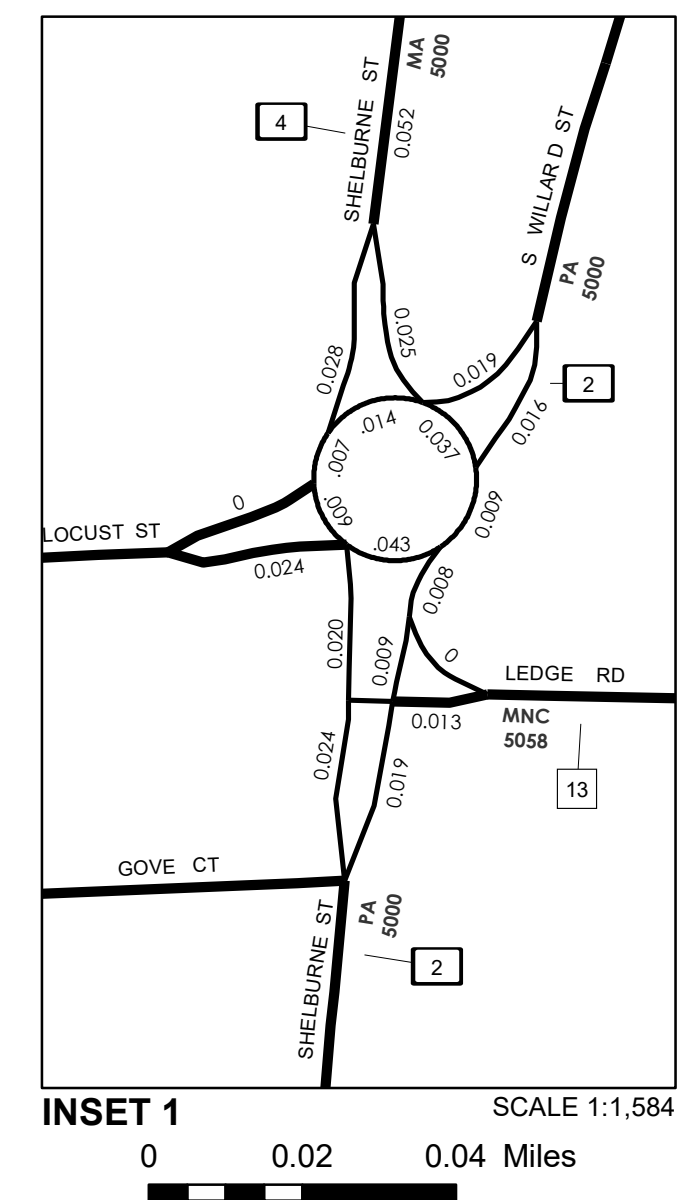 MA
5000
SHELBURNE ST
0.052
4
S WILLARD ST
PA
5000
0.028
0.025
0.019
2
0.016
.014
0.037
.007
0
.009
0.009
LOCUST ST
.043
0.024
0.008
0.020
0.009
0
LEDGE RD
0.013
MNC
5058
0.024
0.019
13
GOVE CT
PA
5000
SHELBURNE ST
2
INSET 1
SCALE 1:1,584
0 0.02 0.04 Miles